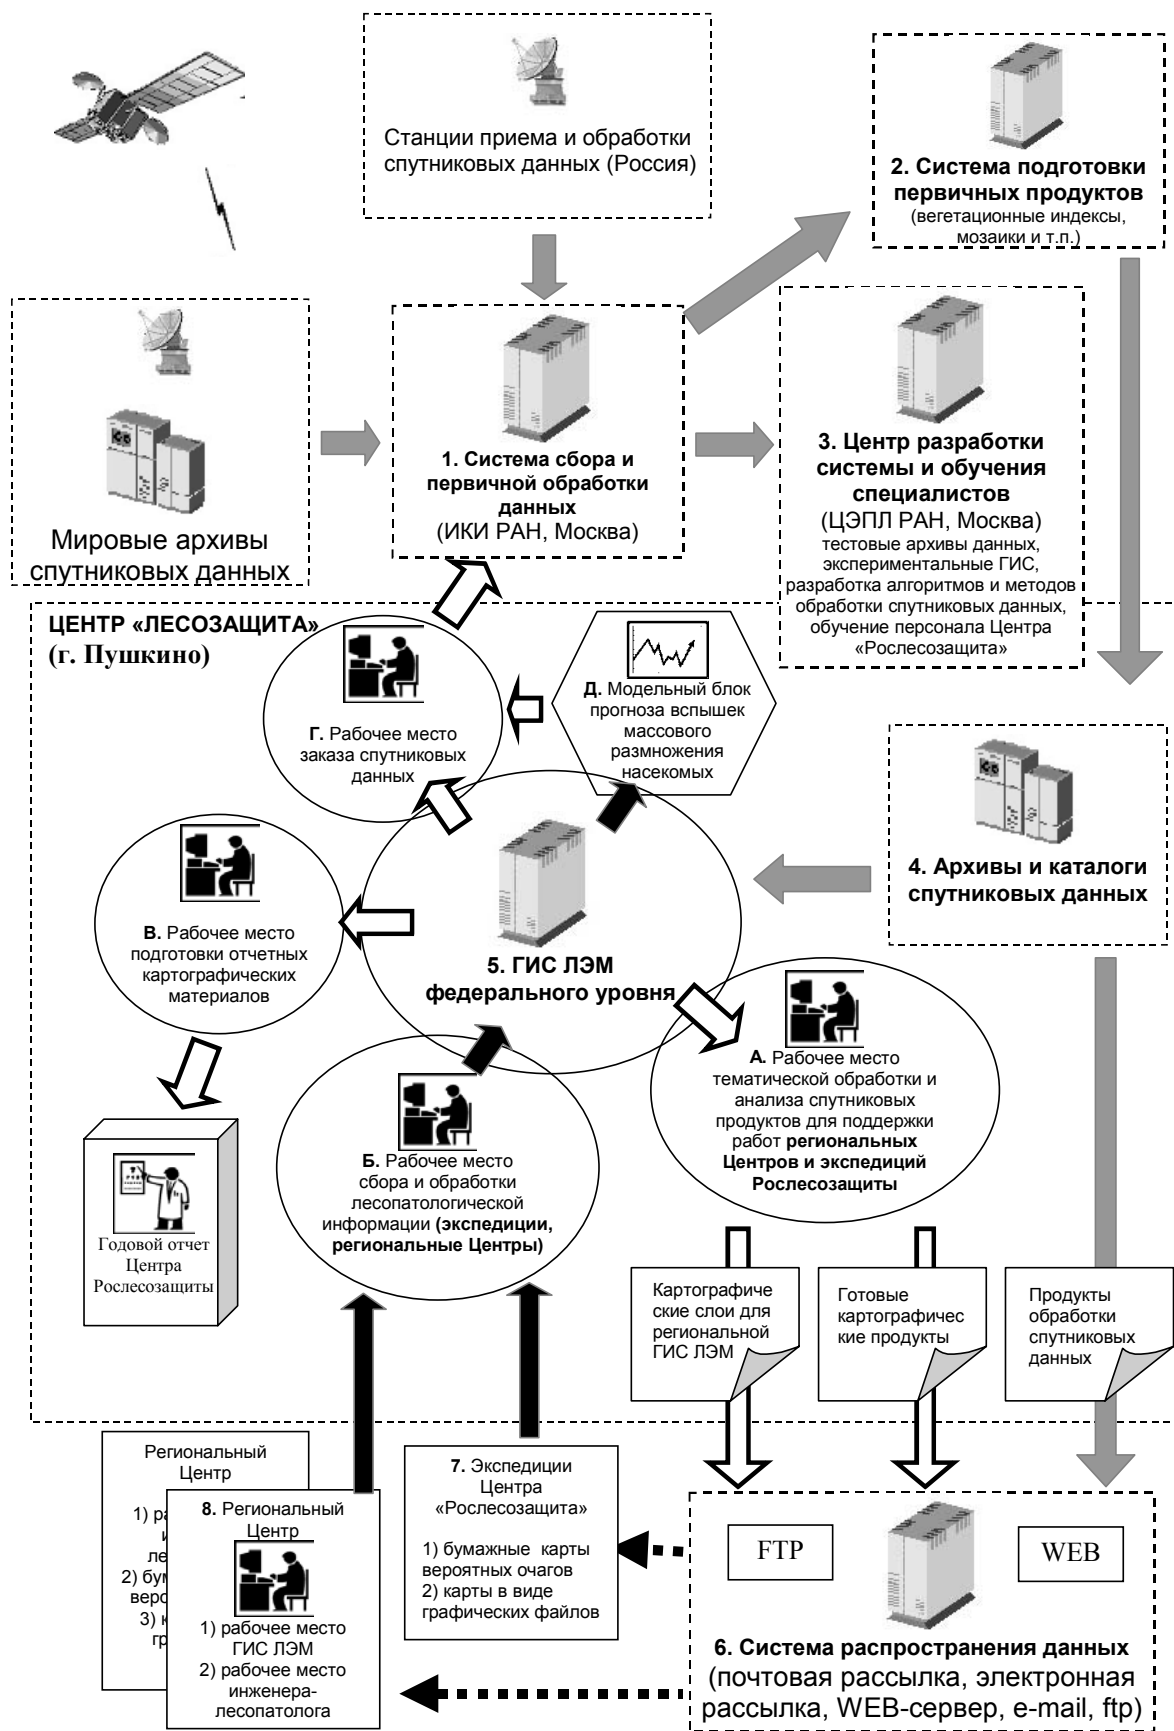 Станции приема и обработки
спутниковых данных (Россия)
2. Система подготовки
первичных продуктов
(вегетационные индексы,
мозаики и т.п.)
Мировые архивы
спутниковых данных
1. Система сбора и
первичной обработки
данных
(ИКИ РАН, Москва)
3. Центр разработки
системы и обучения
специалистов
(ЦЭПЛ РАН, Москва)
тестовые архивы данных,
экспериментальные ГИС,
разработка алгоритмов и методов
обработки спутниковых данных,
обучение персонала Центра
«Рослесозащита»
ЦЕНТР «ЛЕСОЗАЩИТА»
(г. Пушкино)
Г. Рабочее место
заказа спутниковых
данных
Д. Модельный блок
прогноза вспышек
массового
размножения
насекомых
4. Архивы и каталоги
спутниковых данных
В. Рабочее место
подготовки отчетных
картографических
материалов
5. ГИС ЛЭМ
федерального уровня
А. Рабочее место
тематической обработки и
анализа спутниковых
продуктов для поддержки
работ региональных
Центров и экспедиций
Рослесозащиты
Б. Рабочее место
сбора и обработки
лесопатологической
информации (экспедиции,
региональные Центры)
Годовой отчет
Центра
Рослесозащиты
Картографиче
ские слои для
региональной
ГИС ЛЭМ
Готовые
картографичес
кие продукты
Продукты
обработки
спутниковых
данных
Региональный
Центр
1) ра
и
ле
2) бум
веро
3) к
гр
8. Региональный
Центр
1) рабочее место
ГИС ЛЭМ
2) рабочее место
инженера-
лесопатолога
7. Экспедиции
Центра
«Рослесозащита»
1) бумажные карты
вероятных очагов
2) карты в виде
графических файлов
FTP
WEB
6. Система распространения данных
(почтовая рассылка, электронная
рассылка, WEB-сервер, e-mail, ftp)